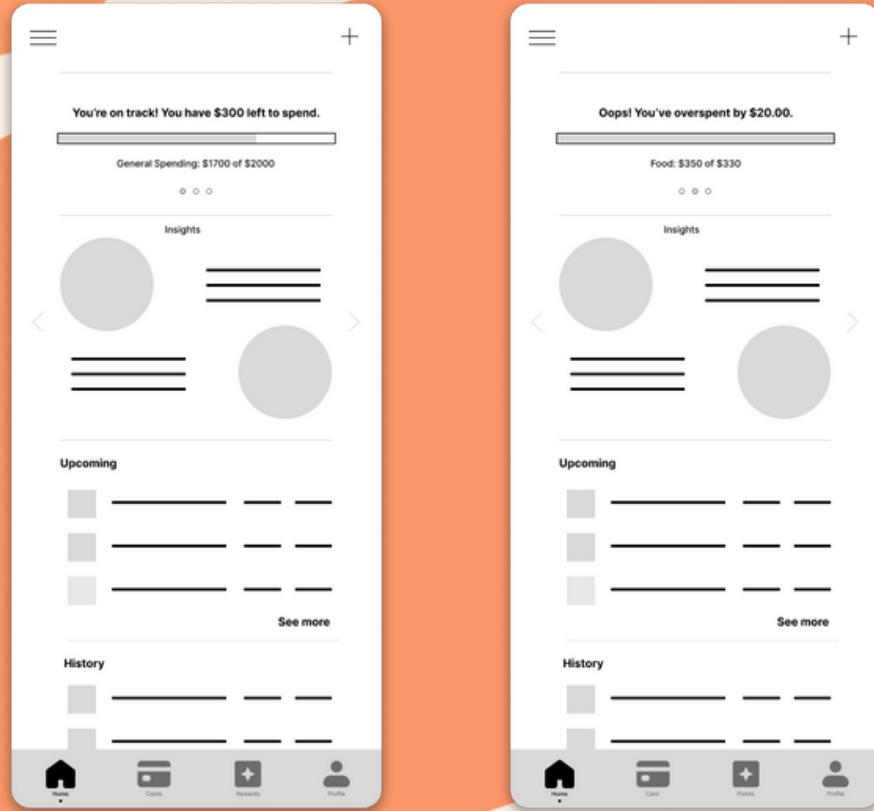 You're on track! You have $300 left to spend.
General Spending: $1700 of $2000
Insights
Upcoming
See more
History
Home
Cards
Rewards
Profile
Oops! You've overspent by $20.00.
Food: $350 of $330
Insights
Upcoming
See more
History
Home
Card
Points
Profile